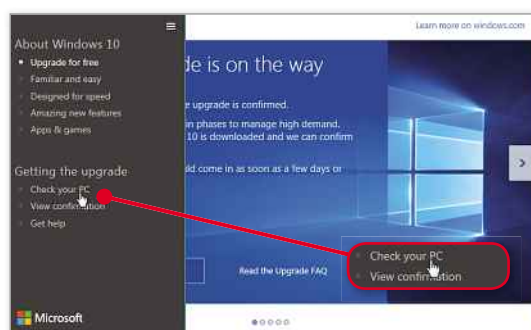 Learn more on windows.com
About Windows 10
Upgrade for free
Familiar and easy
Designed for speed
Amazing new features
Apps & games
Getting the upgrade
Check your PC
View confirmation
Get help
Microsoft
de is on the way
e upgrade is confirmed.
in phases to manage high demand.
10 is downloaded and we can confirm
ld come in as soon as a few days or
Read the Upgrade FAQ
Check your PC
View confirmation